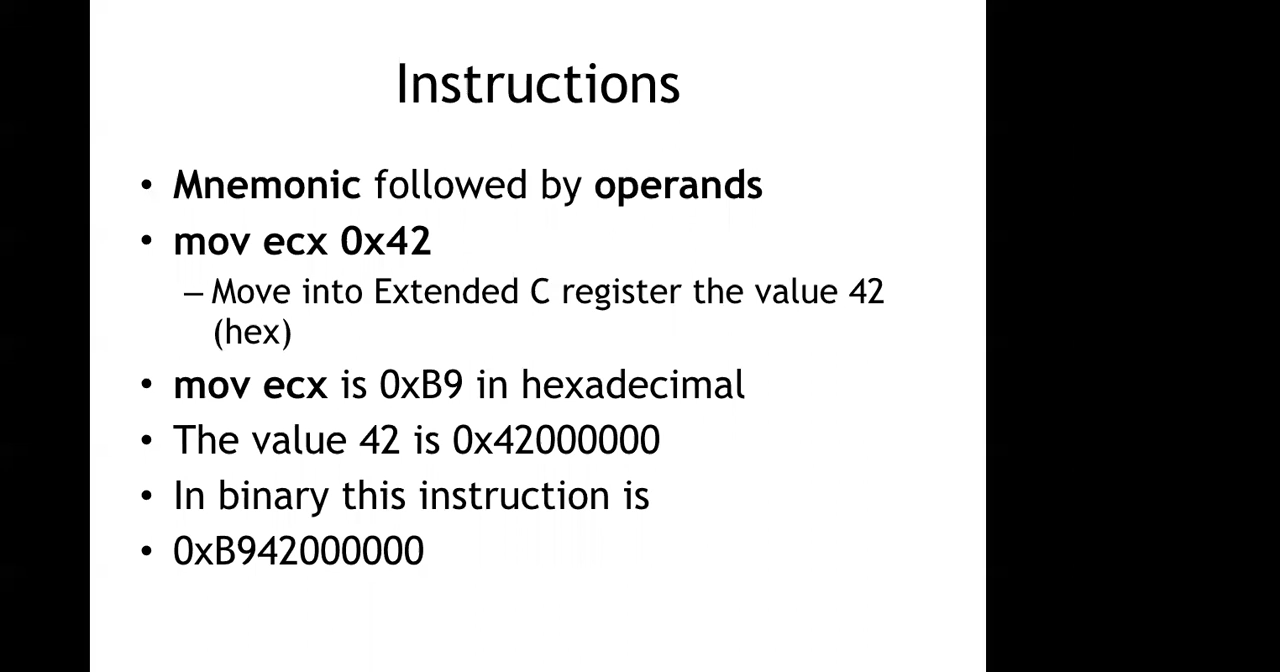 Instructions
• Mnemonic followed by operands
• mov ecx 0x42
– Move into Extended C register the value 42
(hex)
• mov ecx is 0xB9 in hexadecimal
• The value 42 is 0x42000000
• In binary this instruction is
• 0xB942000000